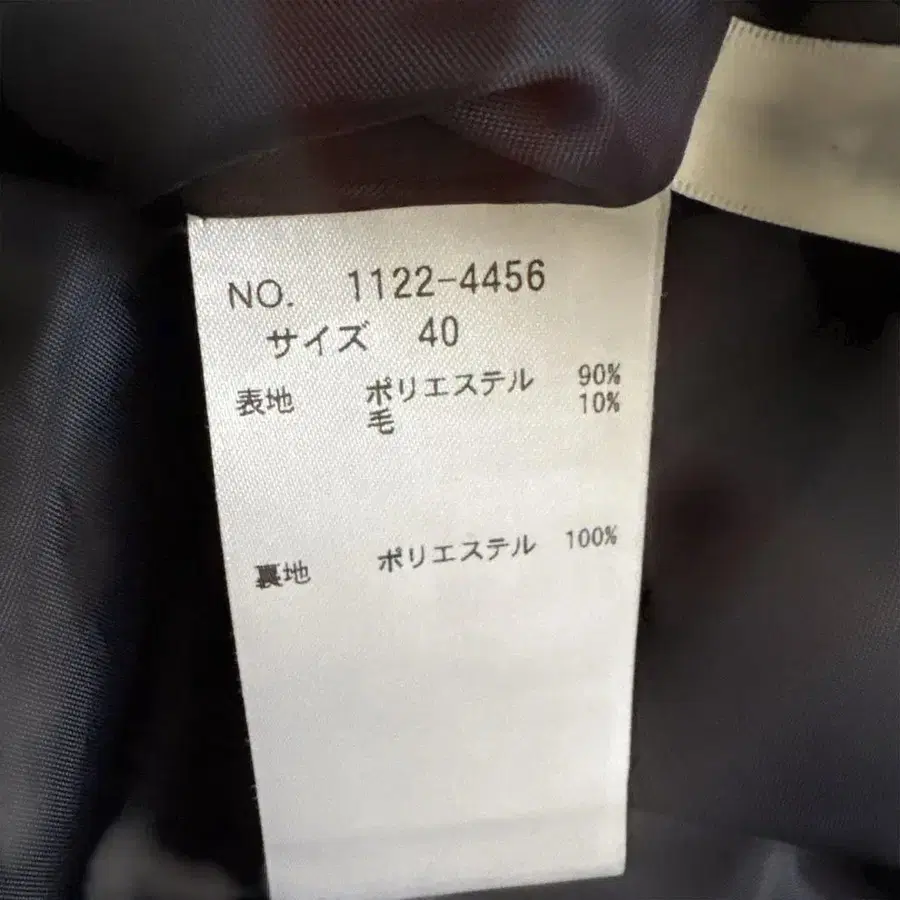 NO. 1122-4456
サイズ 40
表地 ポリエステル 90%
毛 10%
裏地 ポリエステル 100%